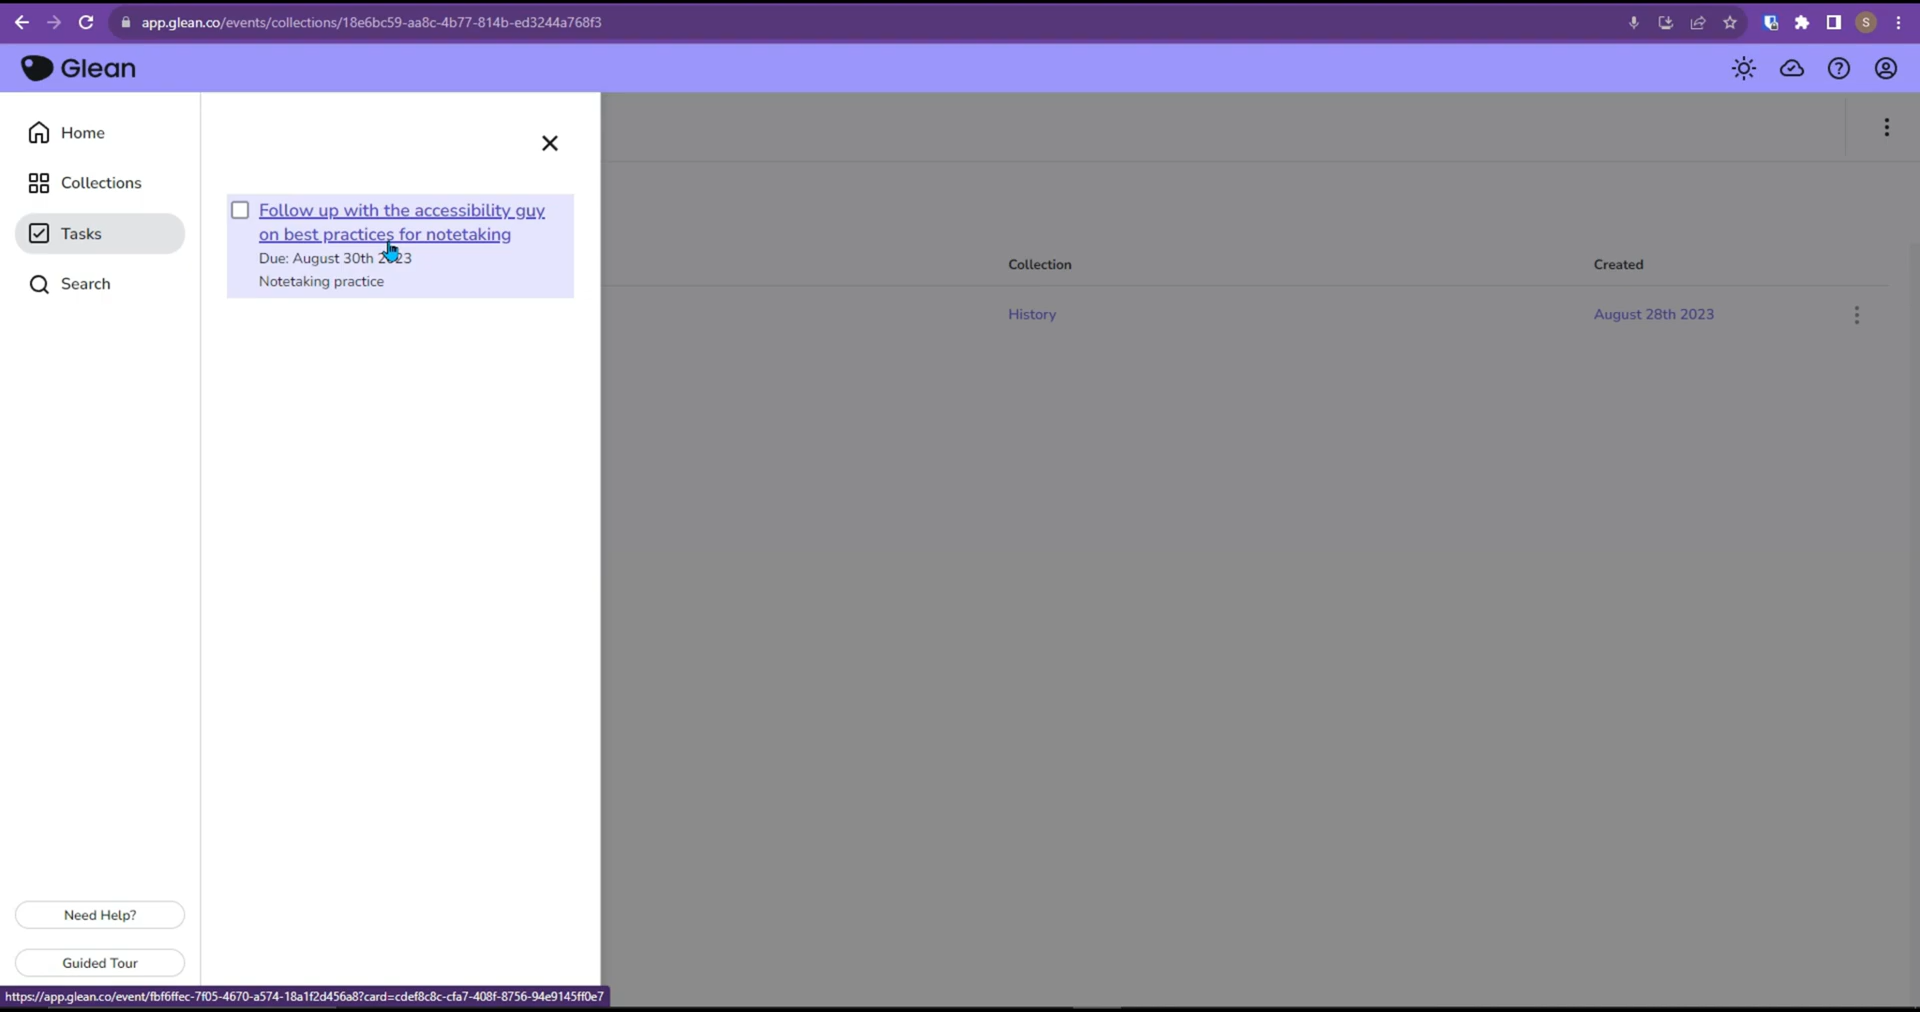 app.glean.co/events/collections/18e6bc59-aa8c-4b77-814b-ed3244a768f3
S
Glean
Home
Collections
Tasks
Search
Follow up with the accessibility guy
on best practices for notetaking
Due: August 30th 2023
Notetaking practice
Collection
Created
History
August 28th 2023
Need Help?
Guided Tour
https://app.glean.co/event/fbf6ffec-7f05-4670-a574-18a1f2d456a8?card=cdef8c8c-cfa7-408f-8756-94e9145ff0e7